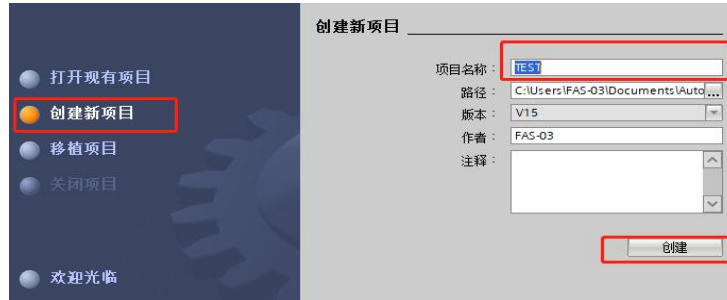 打开现有项目
创建新项目
移植项目
关闭项目
欢迎光临
创建新项目
项目名称： TEST
路径： C:\Users\FAS-03\Documents\Auto ...
版本： V15
作者： FAS-03
注释：
创建